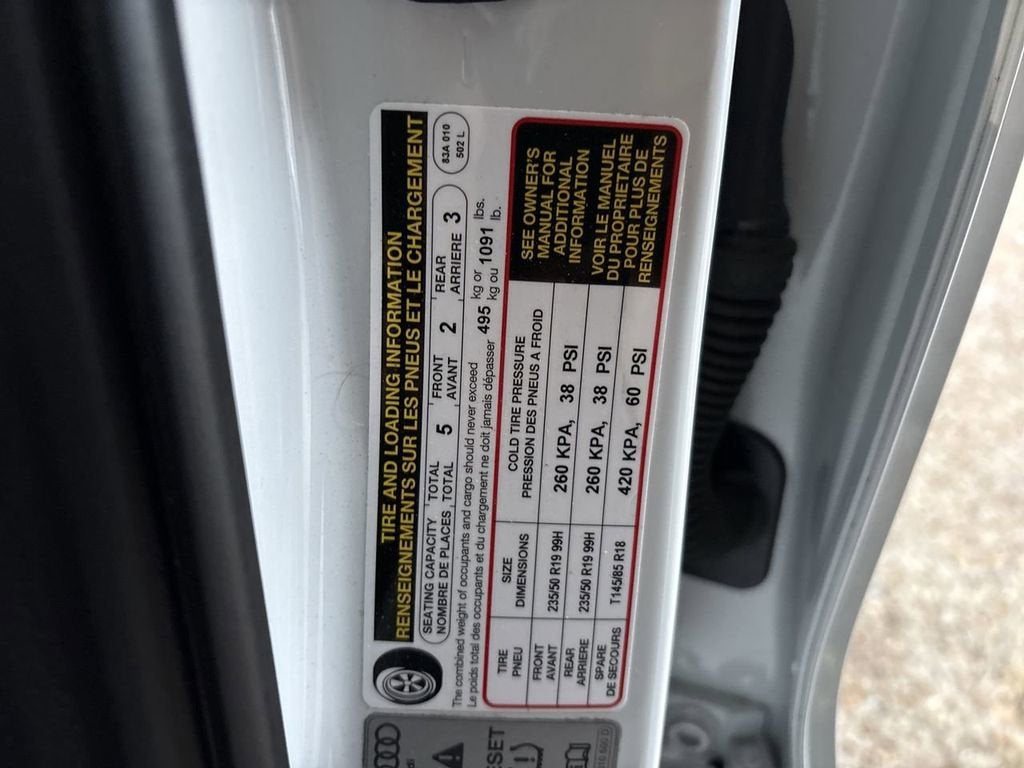 TIRE AND LOADING INFORMATION
RENSEIGNEMENTS SUR LES PNEUS ET LE CHARGEMENT
SEATING CAPACITY TOTAL 5 FRONT 2 REAR 3
NOMBRE DE PLACES TOTAL AVANT ARRIERE
83A 010
502 L
The combined weight of occupants and cargo should never exceed 495 kg or 1091 lbs.
Le poids total des occupants et du chargement ne doit jamais dépasser kg ou lb.
TIRE SIZE COLD TIRE PRESSURE
PNEU DIMENSIONS PRESSION DES PNEUS A FROID
FRONT
AVANT 235/50 R19 99H 260 KPA, 38 PSI
REAR
ARRIERE 235/50 R19 99H 260 KPA, 38 PSI
SPARE
DE SECOURS T145/85 R18 420 KPA, 60 PSI
SEE OWNER'S
MANUAL FOR
ADDITIONAL
INFORMATION
VOIR LE MANUEL
DU PROPRIETAIRE
POUR PLUS DE
RENSEIGNEMENTS